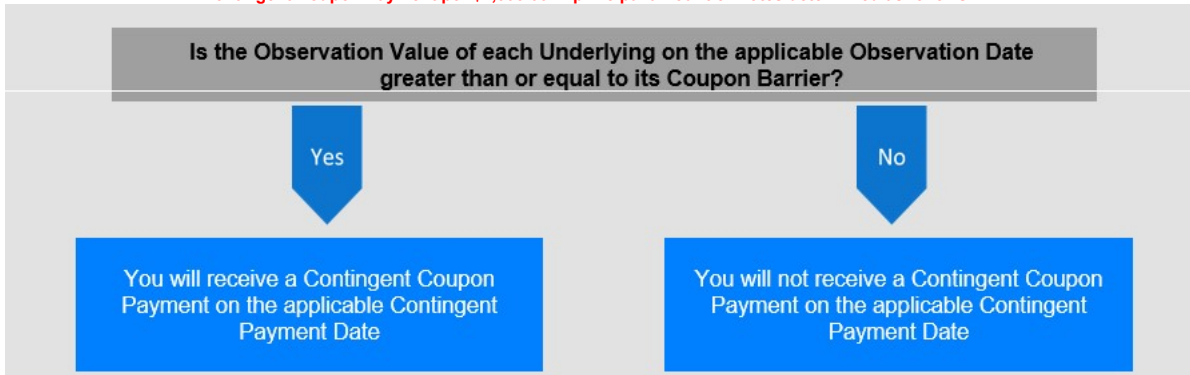 Is the Observation Value of each Underlying on the applicable Observation Date
greater than or equal to its Coupon Barrier?
Yes
No
You will receive a Contingent Coupon
Payment on the applicable Contingent
Payment Date
You will not receive a Contingent Coupon
Payment on the applicable Contingent
Payment Date